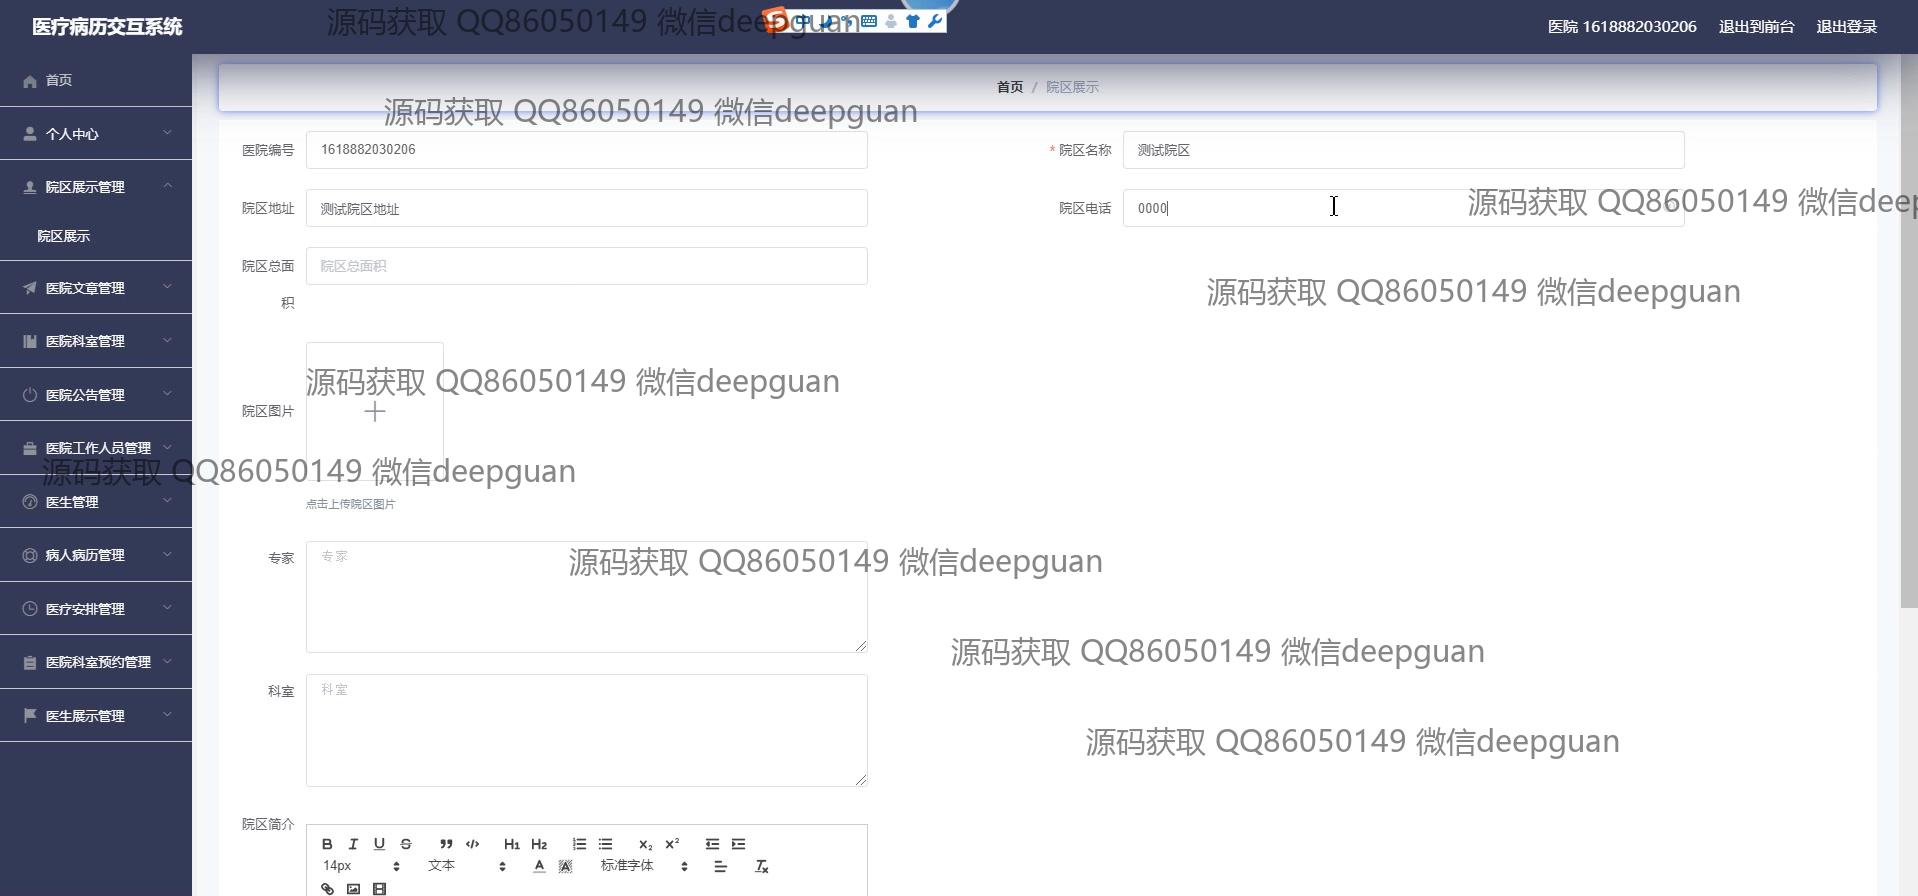 医疗病历交互系统
源码获取 QQ86050149 微信deepguan
中
医院 1618882030206
退出到前台
退出登录
首页
个人中心
院区展示管理
院区展示
医院文章管理
医院科室管理
医院公告管理
医院工作人员管理
医生管理
病人病历管理
医疗安排管理
医院科室预约管理
医生展示管理
首页 / 院区展示
源码获取 QQ86050149 微信deepguan
医院编号 1618882030206
* 院区名称 测试院区
院区地址 测试院区地址
院区电话 0000
源码获取 QQ86050149 微信deep
院区总面积 院区总面积
源码获取 QQ86050149 微信deepguan
源码获取 QQ86050149 微信deepguan
院区图片
源码获取 QQ86050149 微信deepguan
点击上传院区图片
专家 专家
源码获取 QQ86050149 微信deepguan
源码获取 QQ86050149 微信deepguan
科室 科室
源码获取 QQ86050149 微信deepguan
院区简介
B I U S H1 H2 X2 X2
14px 文本 A A 标准字体 Tx